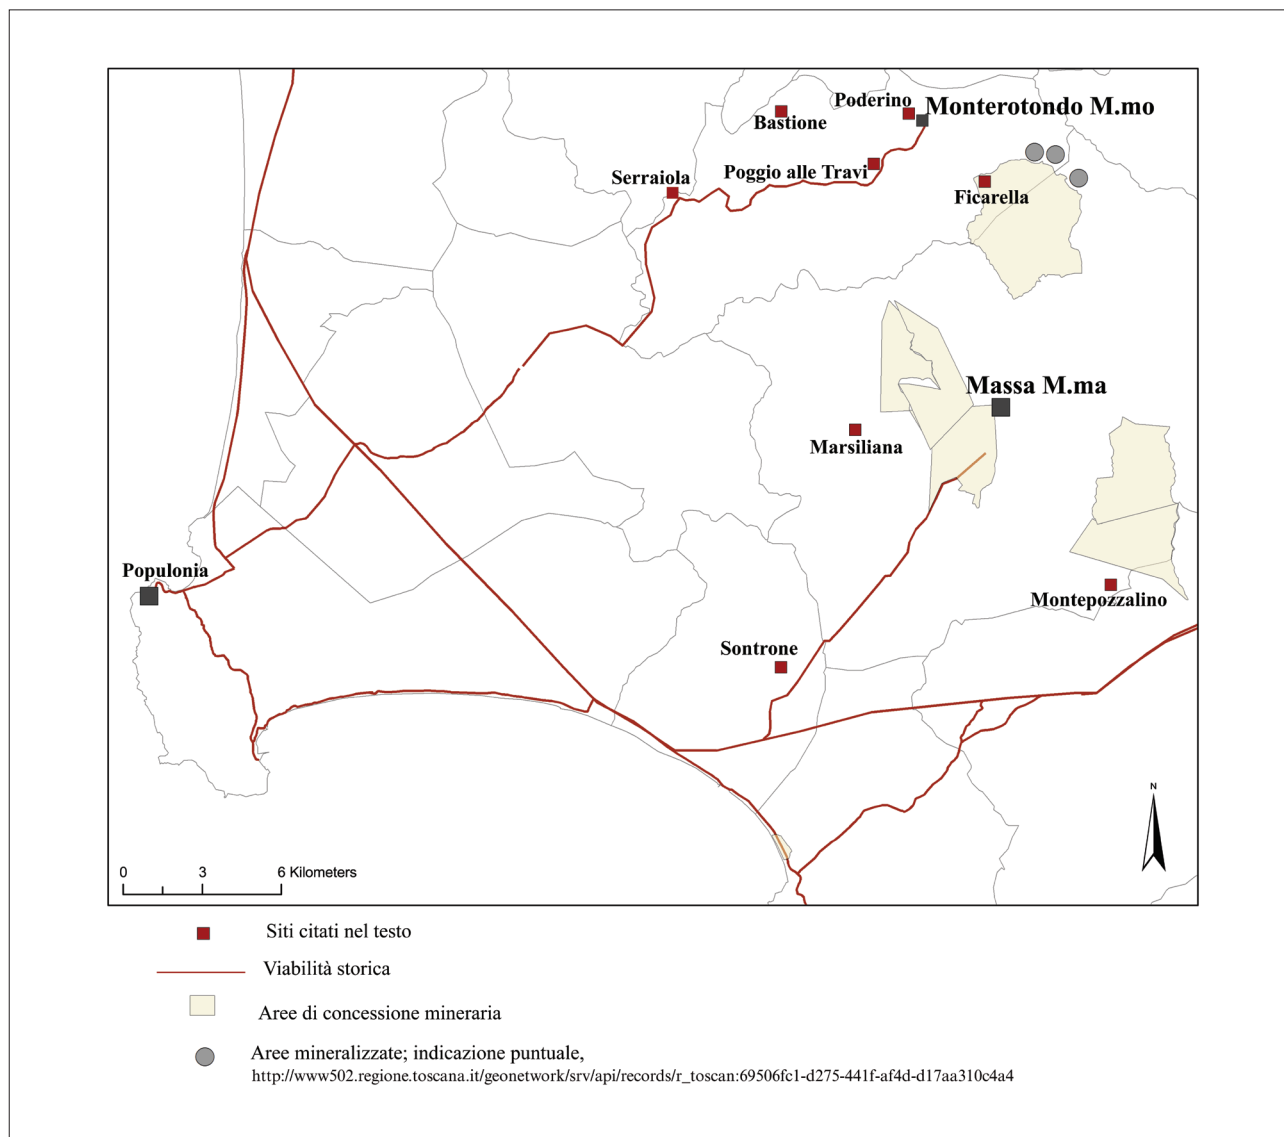 Poderino
Monterotondo M.mo
Bastione
Poggio alle Travi
Serraiola
Ficarella
Massa M.ma
Marsiliana
Populonia
Montepozzalino
Sontrone
N
0 3 6 Kilometers
Siti citati nel testo
Viabilità storica
Aree di concessione mineraria
Aree mineralizzate; indicazione puntuale,
http://www502.regione.toscana.it/geonetwork/srv/api/records/r_toscan:69506fc1-d275-441f-af4d-d17aa310c4a4